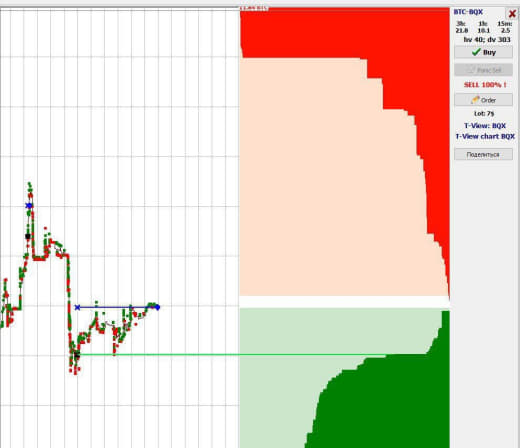 BTC-BQX
3h: 1h: 15m:
21.8 10.1 2.5
hv 40; dv 303
Buy
Panic Sell
SELL 100% !
Order
Lot: 7$
T-View: BQX
T-View chart BQX
Поделиться